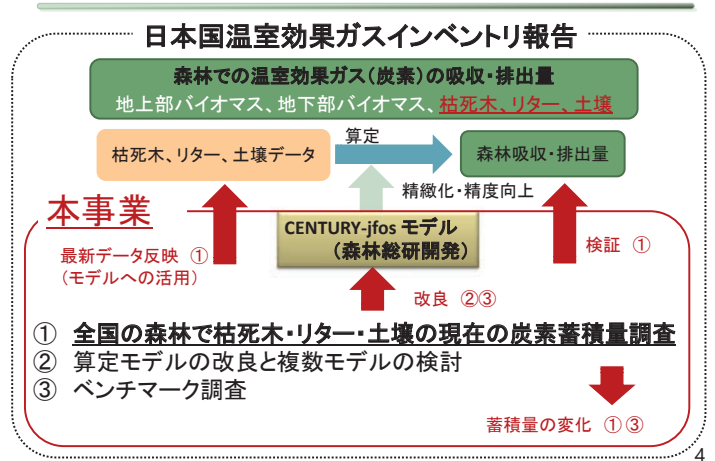 日本国温室効果ガスインベントリ報告
森林での温室効果ガス(炭素)の吸収・排出量
地上部バイオマス、地下部バイオマス、枯死木、リター、土壌
枯死木、リター、土壌データ
算定
森林吸収・排出量
精緻化・精度向上
本事業
CENTURY-jfos モデル
(森林総研開発)
最新データ反映 ①
(モデルへの活用)
検証 ①
改良 ②③
① 全国の森林で枯死木・リター・土壌の現在の炭素蓄積量調査
② 算定モデルの改良と複数モデルの検討
③ ベンチマーク調査
蓄積量の変化 ①③
4